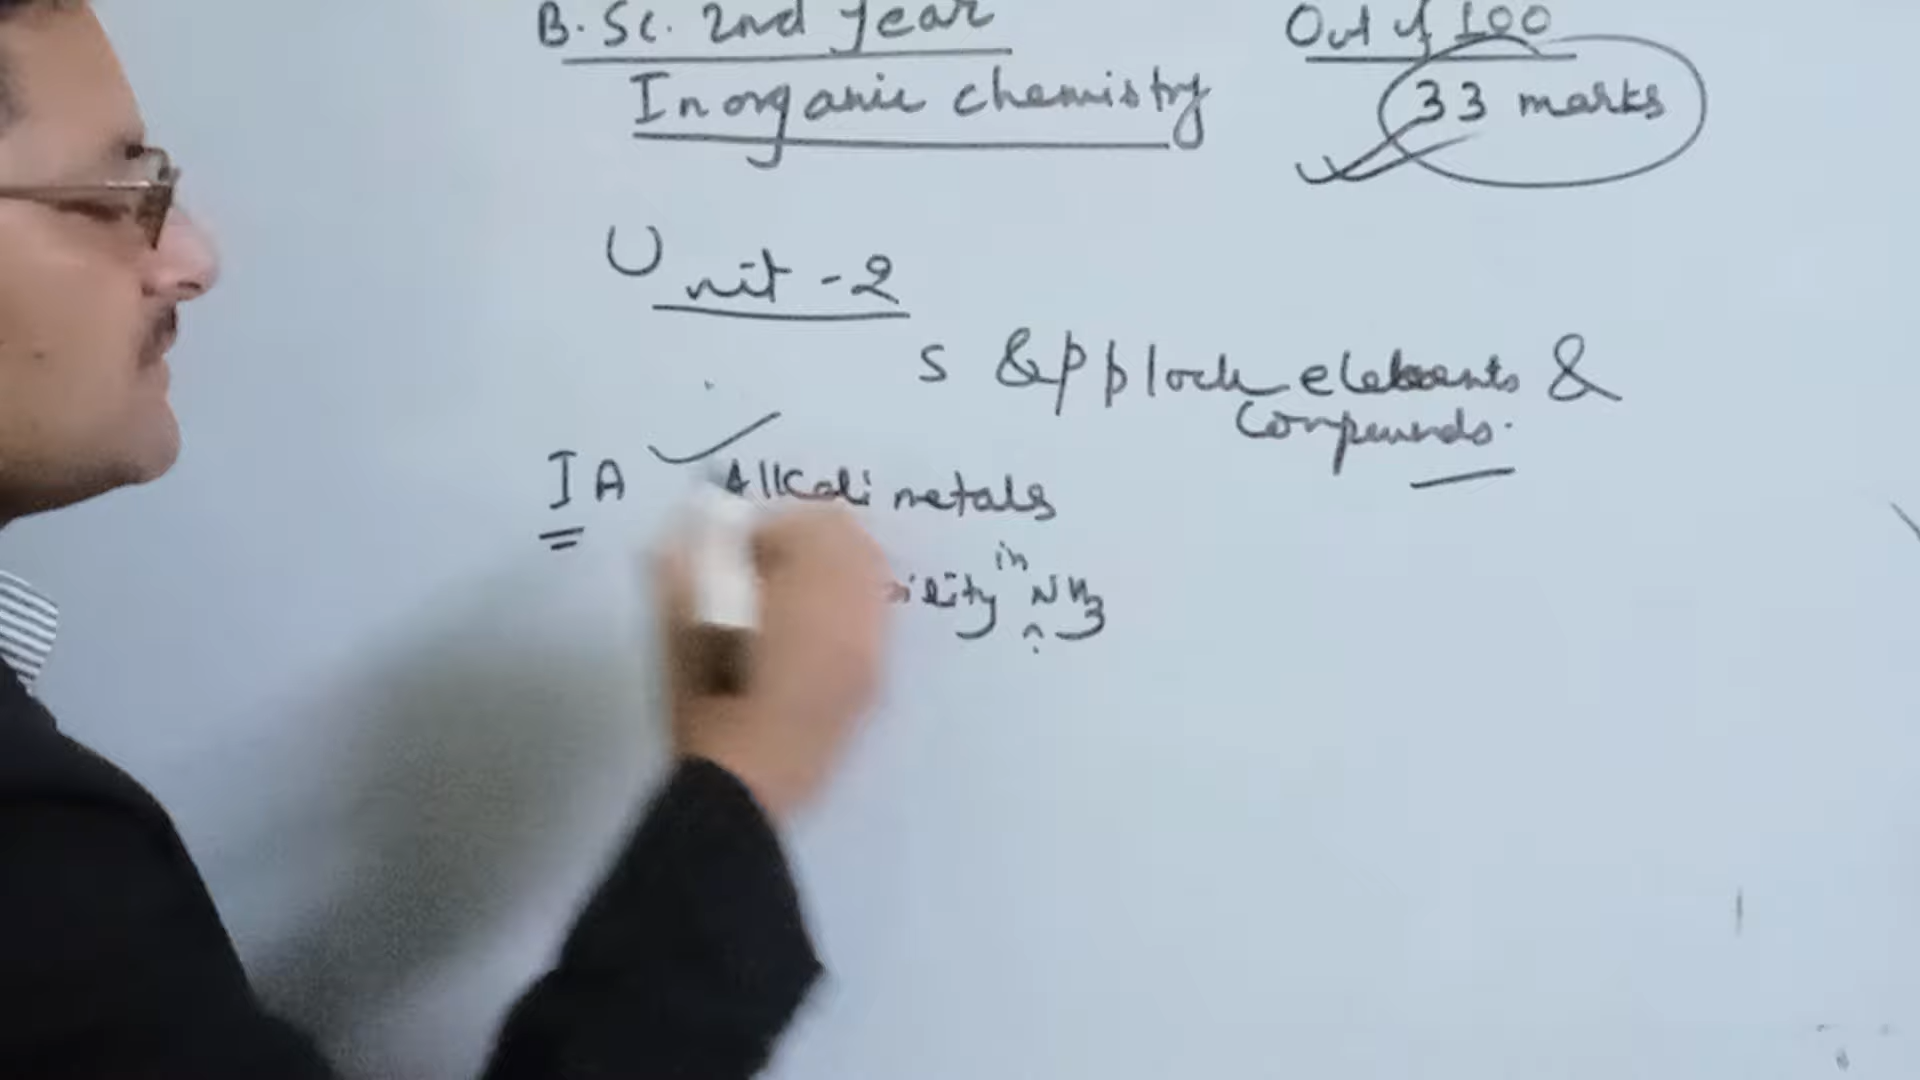 B.Sc. 2nd year
Out of 100
Inorganic chemistry
33 marks
Unit-2
s & p block elements &
Compounds.
IA Alkali metals
in
NH3